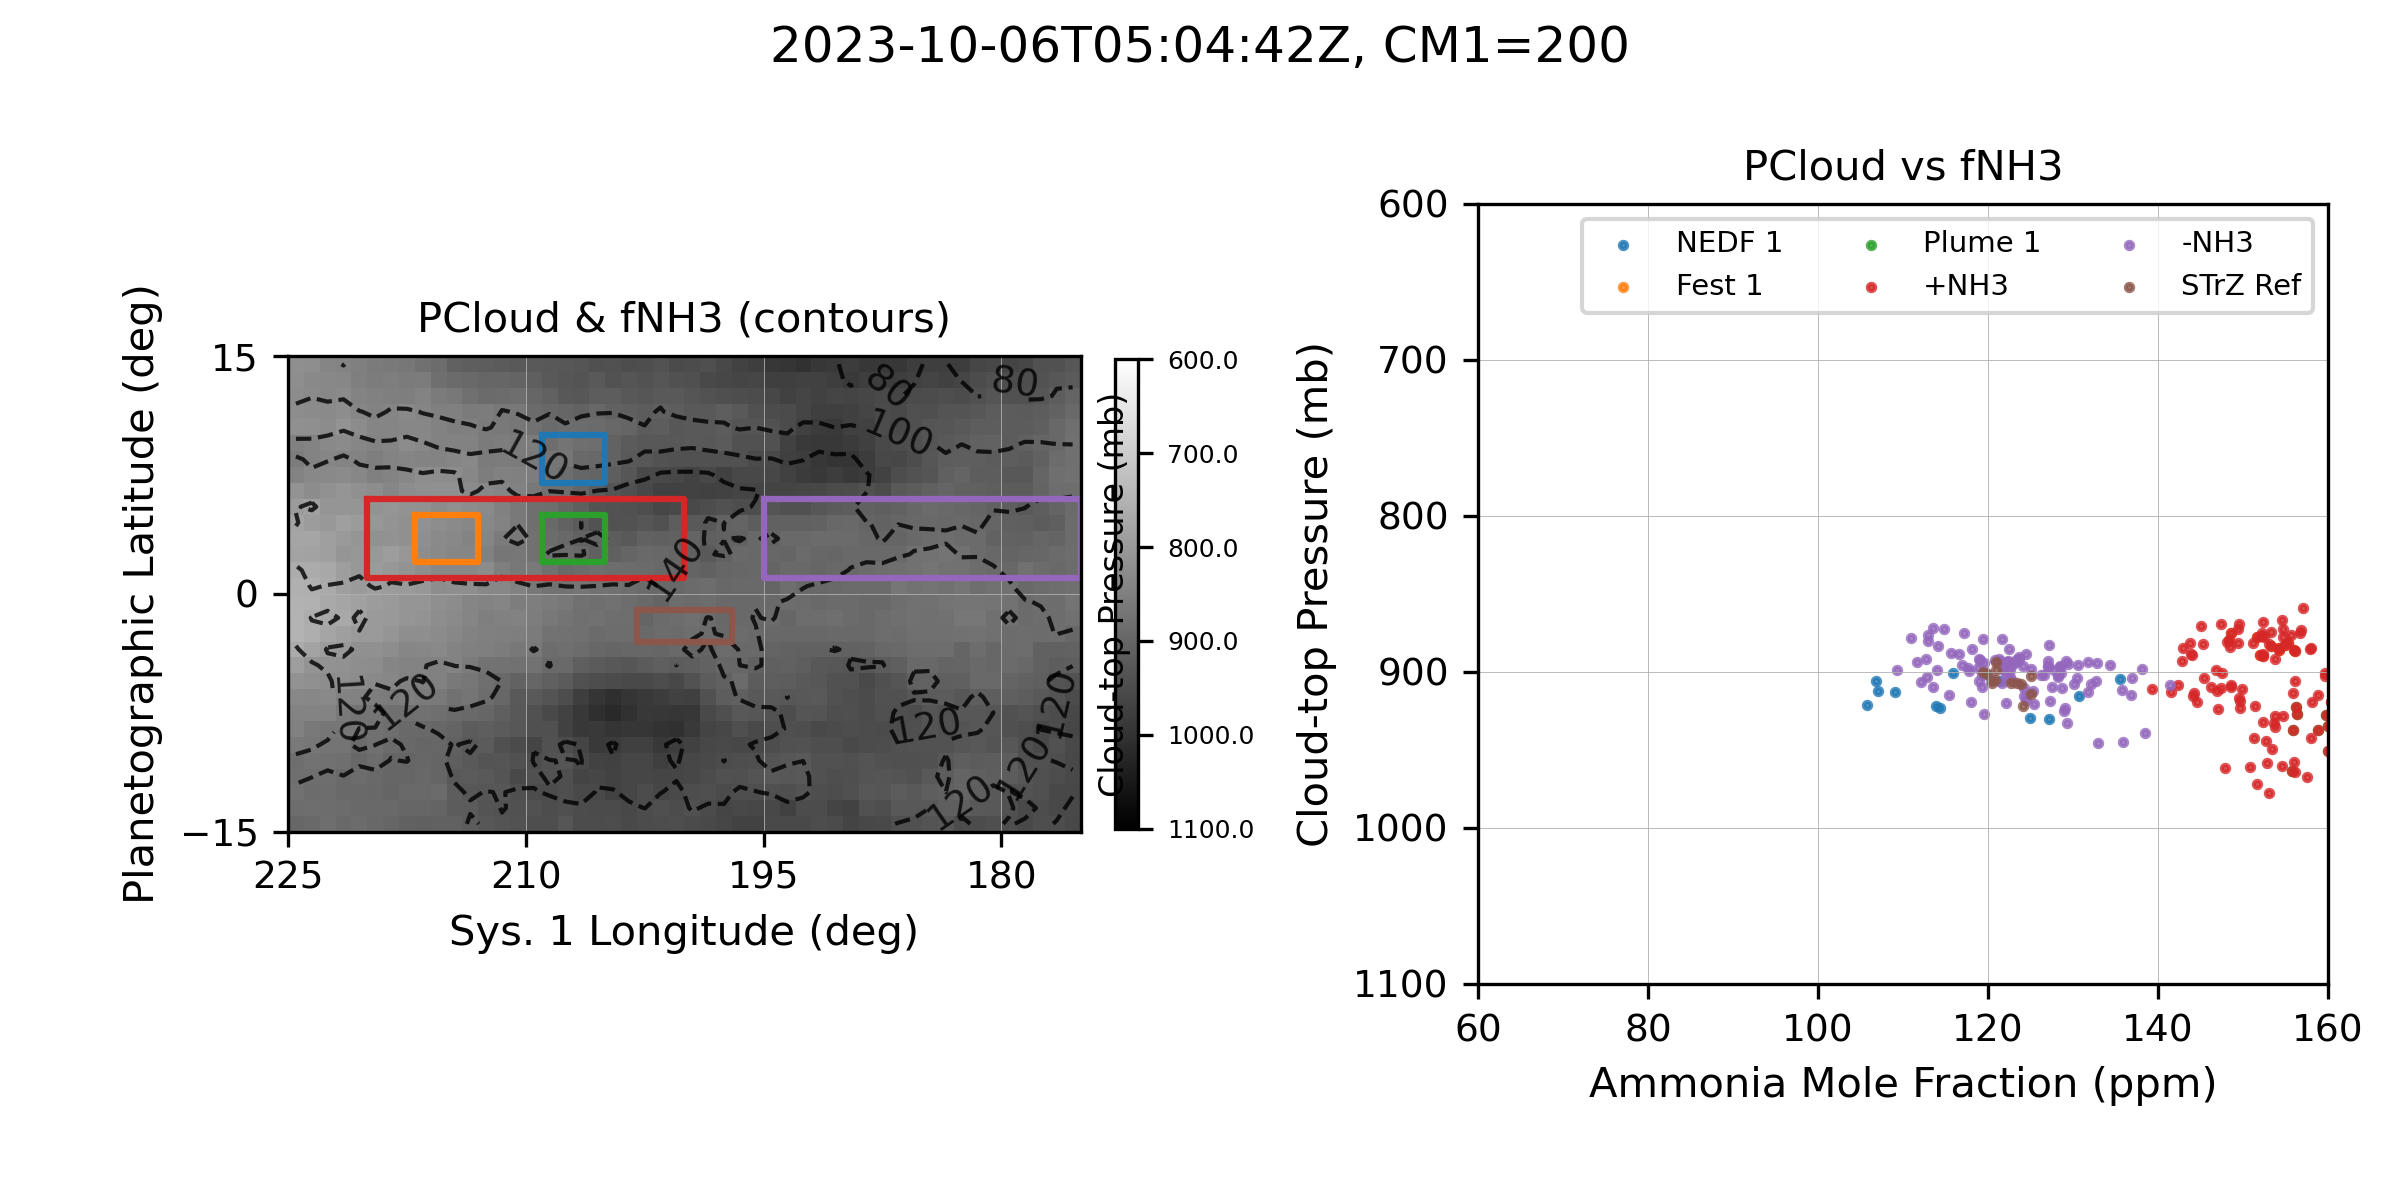 2023-10-06T05:04:42Z, CM1=200
PCloud & fNH3 (contours)
Planetographic Latitude (deg)
15
0
−15
225
210
195
180
Sys. 1 Longitude (deg)
80
80
100
120
140
120
120
120
120
120
120
Cloud-top Pressure (mb)
600.0
700.0
800.0
900.0
1000.0
1100.0
PCloud vs fNH3
Cloud-top Pressure (mb)
600
700
800
900
1000
1100
NEDF 1
Plume 1
-NH3
Fest 1
+NH3
STrZ Ref
60
80
100
120
140
160
Ammonia Mole Fraction (ppm)